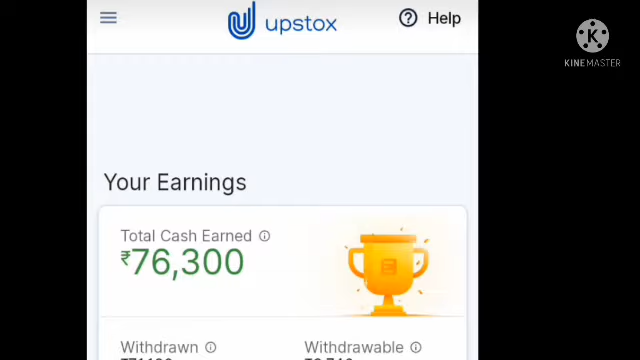 upstox
Help
K
KINEMASTER
Your Earnings
Total Cash Earned
₹76,300
Withdrawn
Withdrawable